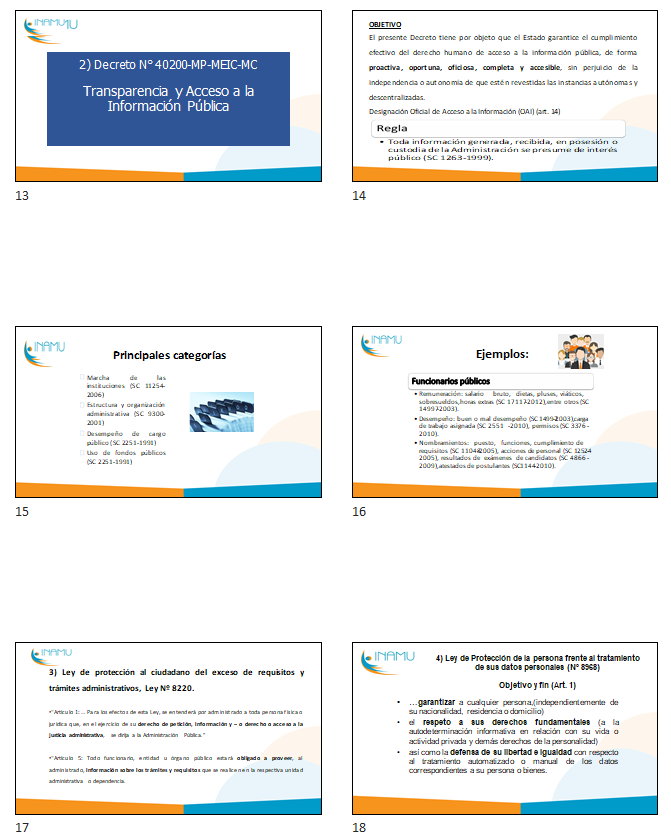 INAMU
2) Decreto N° 40200-MP-MEIC-MC
Transparencia y Acceso a la
Información Pública
13
OBJETIVO
El presente Decreto tiene por objeto que el Estado garantice el cumplimiento
efectivo del derecho humano de acceso a la información pública, de forma
proactiva, oportuna, oficiosa, completa y accesible, sin perjuicio de la
independencia o autonomía de que estén revestidas las instancias autónomas y
descentralizadas.
Designación Oficial de Acceso a la Información (OAI) (art. 14)
Regla
• Toda información generada, recibida, en posesión o
custodia de la Administración se presume de interés
público (SC 1263-1999).
14
INAMU
Principales categorías
Marcha de las
instituciones (SC 11254-
2006)
Estructura y organización
administrativa (SC 9300-
2001)
Desempeño de cargo
público (SC 2251-1991)
Uso de fondos públicos
(SC 2251-1991)
15
INAMU
Ejemplos:
Funcionarios públicos
• Remuneración: salario bruto, dietas, pluses, viáticos,
sobresueldos, horas extras (SC 17117-2012), entre otros (SC
14997-2003).
• Desempeño: buen o mal desempeño (SC 14997-2003), carga
de trabajo asignada (SC 2551 -2010), permisos (SC 3376 -
2010).
• Nombramientos: puesto, funciones, cumplimiento de
requisitos (SC 11048-2005), acciones de personal (SC 12524
2005), resultados de exámenes de candidatos (SC 4866 -
2009), atestados de postulantes (SC1144-2010).
16
INAMU
3) Ley de protección al ciudadano del exceso de requisitos y
trámites administrativos, Ley Nº 8220.
•"Artículo 1: ... Para los efectos de esta Ley, se entenderá por administrado a toda persona física o
jurídica que, en el ejercicio de su derecho de petición, información y – o derecho o acceso a la
justicia administrativa, se dirija a la Administración Pública."
•"Artículo 5: Todo funcionario, entidad u órgano público estará obligado a proveer, al
administrado, información sobre los trámites y requisitos que se realicen en la respectiva unidad
administrativa o dependencia.
17
INAMU
4) Ley de Protección de la persona frente al tratamiento
de sus datos personales (N° 8968)
Objetivo y fin (Art. 1)
• …garantizar a cualquier persona,(independientemente de
su nacionalidad, residencia o domicilio)
• el respeto a sus derechos fundamentales (a la
autodeterminación informativa en relación con su vida o
actividad privada y demás derechos de la personalidad)
• así como la defensa de su libertad e igualdad con respecto
al tratamiento automatizado o manual de los datos
correspondientes a su persona o bienes.
18